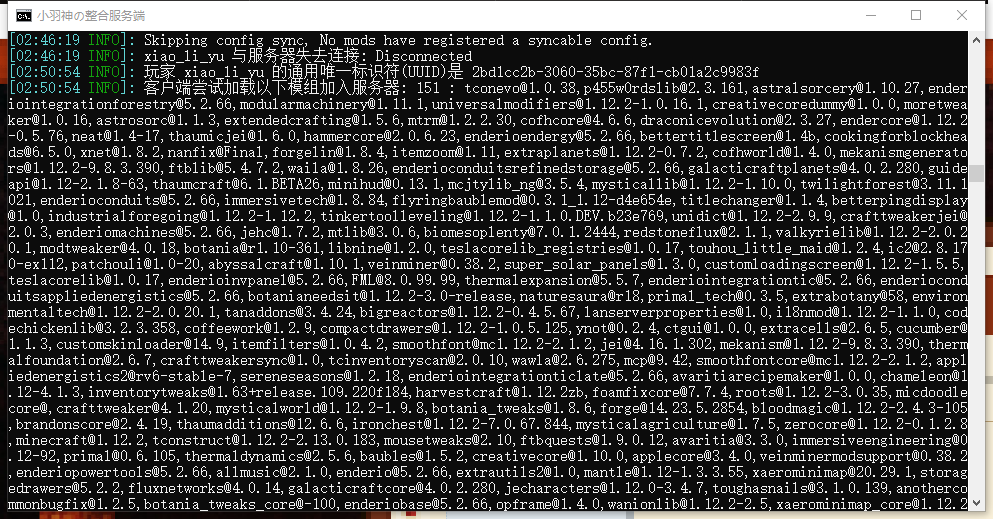 小羽神の整合服务端
[02:46:19 INFO]: Skipping config sync, No mods have registered a syncable config.
[02:46:19 INFO]: xiao_li_yu 与服务器失去连接: Disconnected
[02:50:54 INFO]: 玩家 xiao_li_yu 的通用唯一标识符(UUID)是 2bd1cc2b-3060-35bc-87f1-cb01a2c9983f
[02:50:54 INFO]: 客户端尝试加载以下模组加入服务器: 151 : tconevo@1.0.38,p455w0rdslib@2.3.161,astralsorcery@1.10.27,ender
iointegrationforestry@5.2.66,modularmachinery@1.11.1,universalmodifiers@1.12.2-1.0.16.1,creativecoredummy@1.0.0,moretwea
ker@1.0.16,astrosorc@1.1.3,extendedcrafting@1.5.6,mtrm@1.2.2.30,cofhcore@4.6.6,draconicevolution@2.3.27,endercore@1.12.2
-0.5.76,neat@1.4-17,thaumicjei@1.6.0,hammercore@2.0.6.23,enderioenergy@5.2.66,bettertitlescreen@1.4b,cookingforblockhea
ds@6.5.0,xnet@1.8.2,nanfix@Final,forgelin@1.8.4,itemzoom@1.11,extraplanets@1.12.2-0.7.2,cofhworld@1.4.0,mekanismgenerato
rs@1.12.2-9.8.3.390,ftblib@5.4.7.2,waila@1.8.26,enderioconduitsrefinedstorage@5.2.66,galacticraftplanets@4.0.2.280,guide
api@1.12-2.1.8-63,thaumcraft@6.1.BETA26,minihud@0.13.1,mcjtylib_ng@3.5.4,mysticallib@1.12.2-1.10.0,twilightforest@3.11.1
021,enderioconduits@5.2.66,immersivetech@1.8.84,flyringbaublemod@0.3.1_1.12-d4e654e,titlechanger@1.1.4,betterpingdisplay
@1.0,industrialforegoing@1.12.2-1.12.2,tinkertoolleveling@1.12.2-1.1.0.DEV.b23e769,unidict@1.12.2-2.9.9,crafttweakerjei@
2.0.3,enderiomachines@5.2.66,jehc@1.7.2,mtlib@3.0.6,biomesoplenty@7.0.1.2444,redstoneflux@2.1.1,valkyrielib@1.12.2-2.0.2
0.1,modtweaker@4.0.18,botania@r1.10-361,libnine@1.2.0,teslacorelib_registries@1.0.17,touhou_little_maid@1.2.4,ic2@2.8.17
0-ex112,patchouli@1.0-20,abyssalcraft@1.10.1,veinminer@0.38.2,super_solar_panels@1.3.0,customloadingscreen@1.12.2-1.5.5,
teslacorelib@1.0.17,enderioinvpanel@5.2.66,FML@8.0.99.99,thermalexpansion@5.5.7,enderiointegrationtic@5.2.66,enderiocond
uitsappliedenergistics@5.2.66,botanianeedsit@1.12.2-3.0-release,naturesaura@r18,primal_tech@0.3.5,extrabotany@58,environ
mentaltech@1.12.2-2.0.20.1,tanaddons@3.4.24,bigreactors@1.12.2-0.4.5.67,lanserverproperties@1.0,i18nmod@1.12.2-1.1.0,cod
echickenlib@3.2.3.358,coffeework@1.2.9,compactdrawers@1.12.2-1.0.5.125,ynot@0.2.4,ctgui@1.0.0,extracells@2.6.5,cucumber@
1.1.3,customskinloader@14.9,itemfilters@1.0.4.2,smoothfont@mc1.12.2-2.1.2,jei@4.16.1.302,mekanism@1.12.2-9.8.3.390,therm
alfoundation@2.6.7,crafttweakersync@1.0,tcinventoryscan@2.0.10,wawla@2.6.275,mcp@9.42,smoothfontcore@mc1.12.2-2.1.2,appl
iedenergistics2@rv6-stable-7,sereneseasons@1.2.18,enderiointegrationticlate@5.2.66,avaritiarecipemaker@1.0.0,chameleon@1
.12-4.1.3,inventorytweaks@1.63+release.109.220f184,harvestcraft@1.12.2zb,foamfixcore@7.7.4,roots@1.12.2-3.0.35,micdoodle
core@,crafttweaker@4.1.20,mysticalworld@1.12.2-1.9.8,botania_tweaks@1.8.6,forge@14.23.5.2854,bloodmagic@1.12.2-2.4.3-105
,brandonscore@2.4.19,thaumadditions@12.6.6,ironchest@1.12.2-7.0.67.844,mysticalagriculture@1.7.5,zerocore@1.12.2-0.1.2.8
,minecraft@1.12.2,tconstruct@1.12.2-2.13.0.183,mousetweaks@2.10,ftbquests@1.9.0.12,avaritia@3.3.0,immersiveengineering@0
.12-92,primal@0.6.105,thermaldynamics@2.5.6,baubles@1.5.2,creativecore@1.10.0,applecore@3.4.0,veinminermodsupport@0.38.2
,enderiopowertools@5.2.66,allmusic@2.1.0,enderio@5.2.66,extrautils2@1.0,mantle@1.12-1.3.3.55,xaerominimap@20.29.1,storag
edrawers@5.2.2,fluxnetworks@4.0.14,galacticraftcore@4.0.2.280,jecharacters@1.12.0-3.4.7,toughasnails@3.1.0.139,anotherco
mmonbugfix@1.2.5,botania_tweaks_core@-100,enderiobase@5.2.66,opframe@1.4.0,wanionlib@1.12.2-2.5,xaerominimap_core@1.12.2